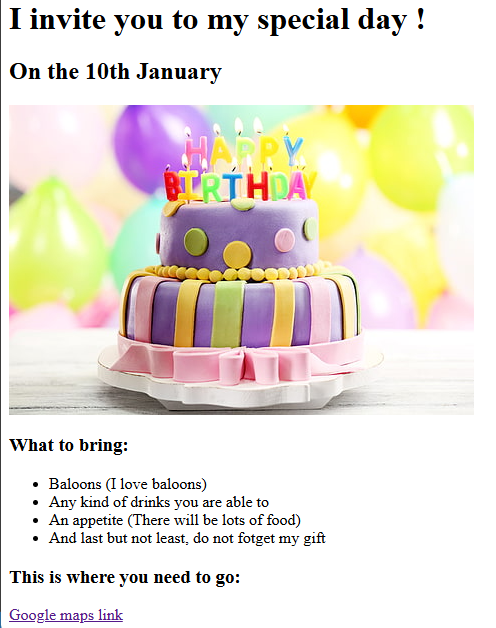 I invite you to my special day !
On the 10th January
HAPPY
BIRTHDAY
What to bring:
Baloons (I love baloons)
Any kind of drinks you are able to
An appetite (There will be lots of food)
And last but not least, do not fotget my gift
This is where you need to go:
Google maps link